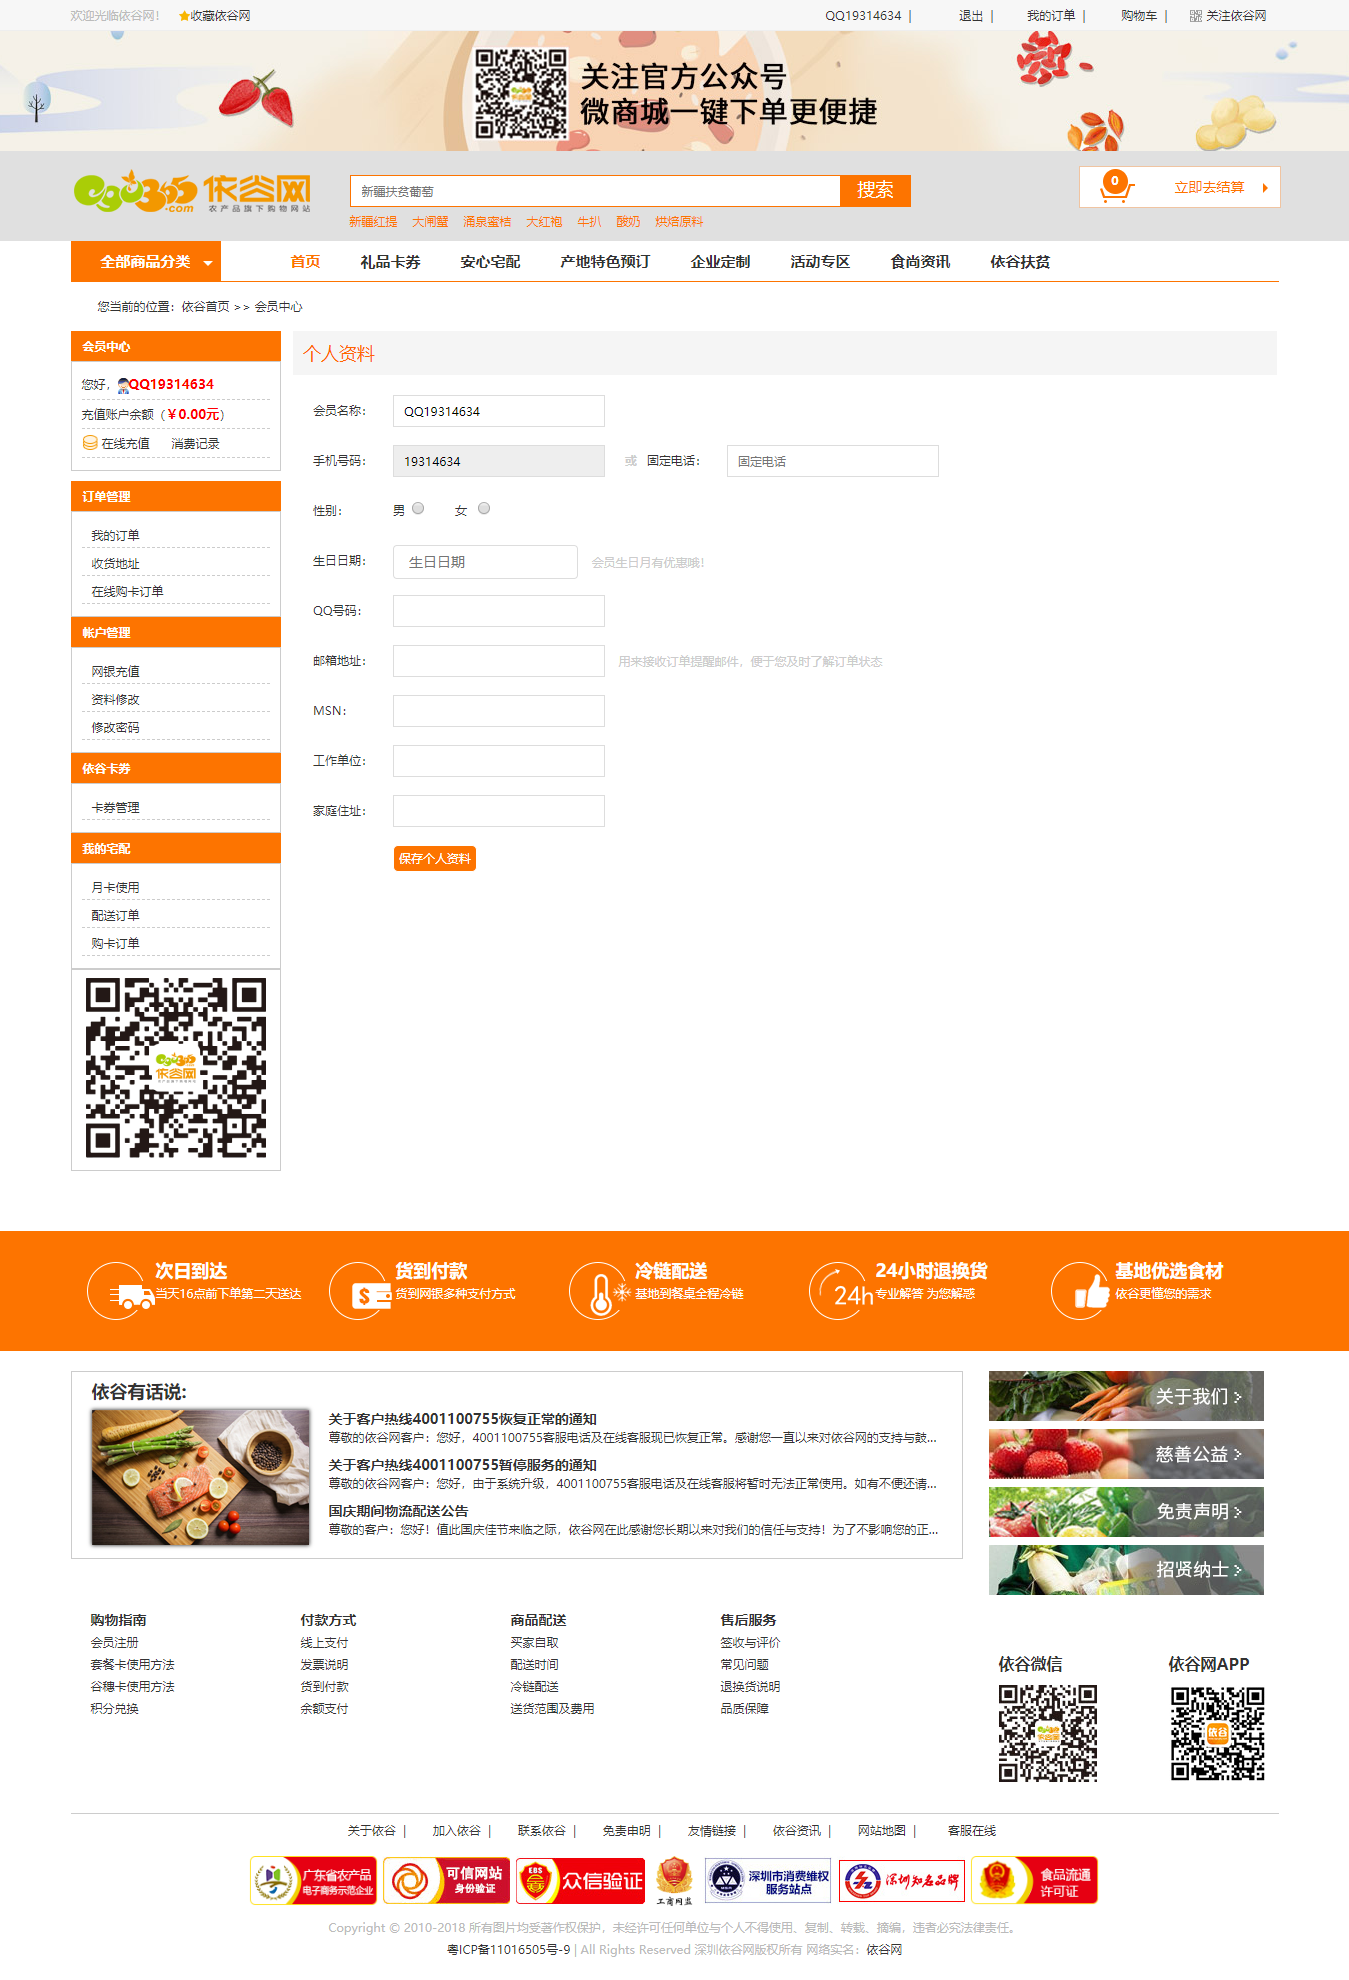 欢迎光临依谷网！ 收藏依谷网 QQ19314634 | 退出 | 我的订单 | 购物车 | 关注依谷网
关注官方公众号
微商城一键下单更便捷
egu365.com 依谷网
农产品旗下购物网站
新疆扶贫葡萄 搜索
0 立即去结算
新疆红提 大闸蟹 涌泉蜜桔 大红袍 牛扒 酸奶 烘焙原料
全部商品分类 首页 礼品卡券 安心宅配 产地特色预订 企业定制 活动专区 食尚资讯 依谷扶贫
您当前的位置：依谷首页 >> 会员中心
会员中心
您好，QQ19314634
充值账户余额（￥0.00元）
在线充值 消费记录
订单管理
我的订单
收货地址
在线购卡订单
帐户管理
网银充值
资料修改
修改密码
依谷卡券
卡券管理
我的宅配
月卡使用
配送订单
购卡订单
egu365
依谷网
个人资料
会员名称： QQ19314634
手机号码： 19314634 或 固定电话： 固定电话
性别： 男 女
生日日期： 生日日期 会员生日月有优惠哦！
QQ号码：
邮箱地址： 用来接收订单提醒邮件，便于您及时了解订单状态
MSN：
工作单位：
家庭住址：
保存个人资料
次日到达
当天16点前下单第二天送达
货到付款
货到网银多种支付方式
冷链配送
基地到餐桌全程冷链
24h
24小时退换货
专业解答 为您解惑
基地优选食材
依谷更懂您的需求
依谷有话说:
关于客户热线4001100755恢复正常的通知
尊敬的依谷网客户：您好，4001100755客服电话及在线客服现已恢复正常。感谢您一直以来对依谷网的支持与鼓...
关于客户热线4001100755暂停服务的通知
尊敬的依谷网客户：您好，由于系统升级，4001100755客服电话及在线客服将暂时无法正常使用。如有不便还请...
国庆期间物流配送公告
尊敬的客户：您好！值此国庆佳节来临之际，依谷网在此感谢您长期以来对我们的信任与支持！为了不影响您的正...
关于我们
慈善公益
免责声明
招贤纳士
购物指南
会员注册
套餐卡使用方法
谷穗卡使用方法
积分兑换
付款方式
线上支付
发票说明
货到付款
余额支付
商品配送
买家自取
配送时间
冷链配送
送货范围及费用
售后服务
签收与评价
常见问题
退换货说明
品质保障
依谷微信
依谷网APP
依谷
关于依谷 | 加入依谷 | 联系依谷 | 免责申明 | 友情链接 | 依谷资讯 | 网站地图 | 客服在线
广东省农产品
电子商务示范企业
可信网站
身份验证
EBS
众信验证
工商网监
深圳市消费维权
服务站点
深圳知名品牌
食品流通
许可证
Copyright © 2010-2018 所有图片均受著作权保护，未经许可任何单位与个人不得使用、复制、转载、摘编，违者必究法律责任。
粤ICP备11016505号-9 | All Rights Reserved 深圳依谷网版权所有 网络实名：依谷网